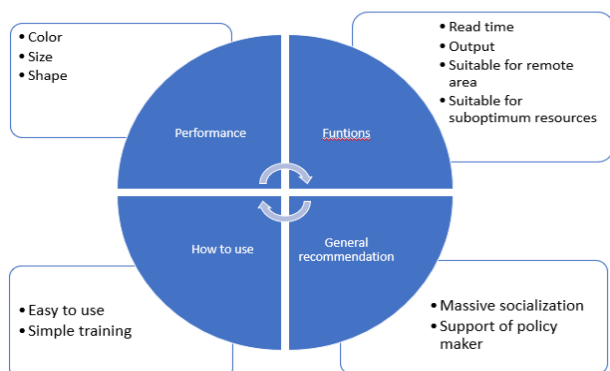 • Color
• Size
• Shape
• Read time
• Output
• Suitable for remote
area
• Suitable for
suboptimum resources
Performance
Funtions
How to use
General
recommendation
• Easy to use
• Simple training
• Massive socialization
• Support of policy
maker